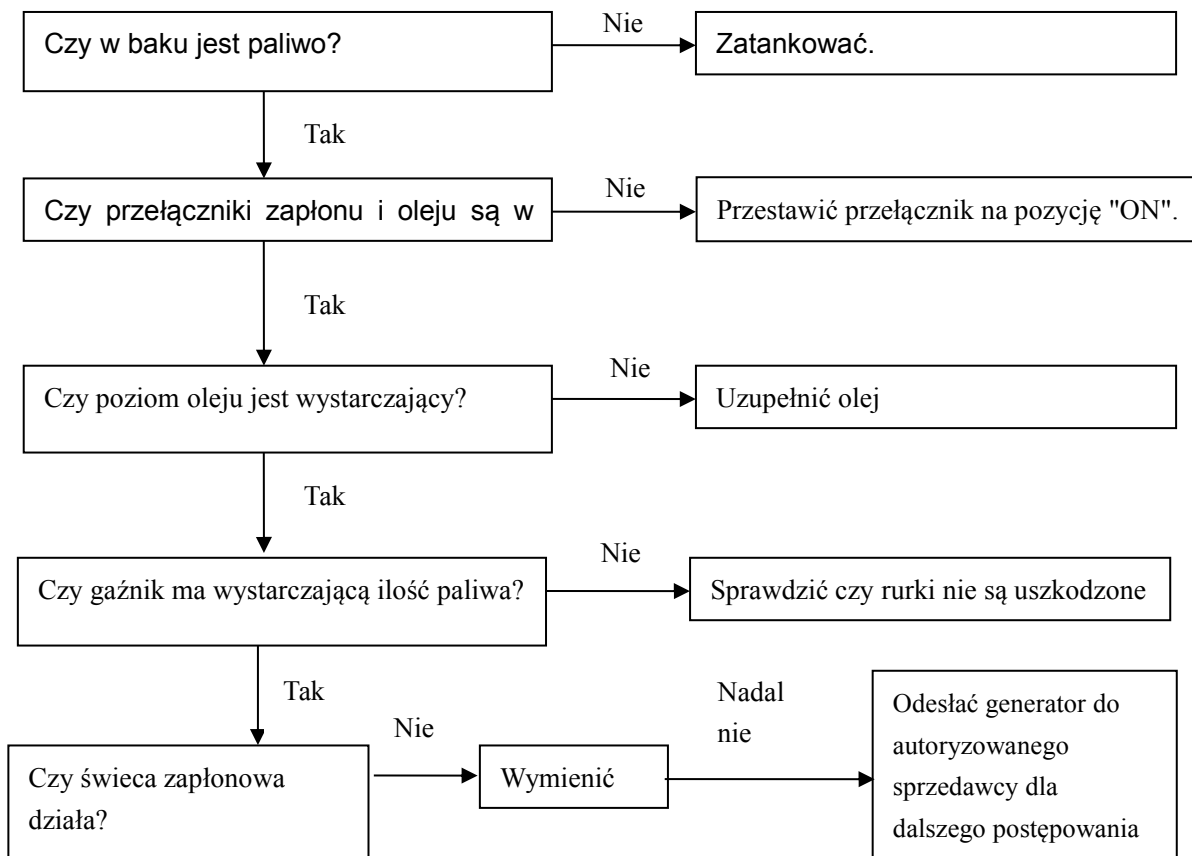 Czy w baku jest paliwo?
Nie
Zatankować.
Tak
Czy przełączniki zapłonu i oleju są w
Nie
Przestawić przełącznik na pozycję "ON".
Tak
Czy poziom oleju jest wystarczający?
Nie
Uzupełnić olej
Tak
Czy gaźnik ma wystarczającą ilość paliwa?
Nie
Sprawdzić czy rurki nie są uszkodzone
Tak
Czy świeca zapłonowa
działa?
Nie
Wymienić
Nadal
nie
Odesłać generator do
autoryzowanego
sprzedawcy dla
dalszego postępowania